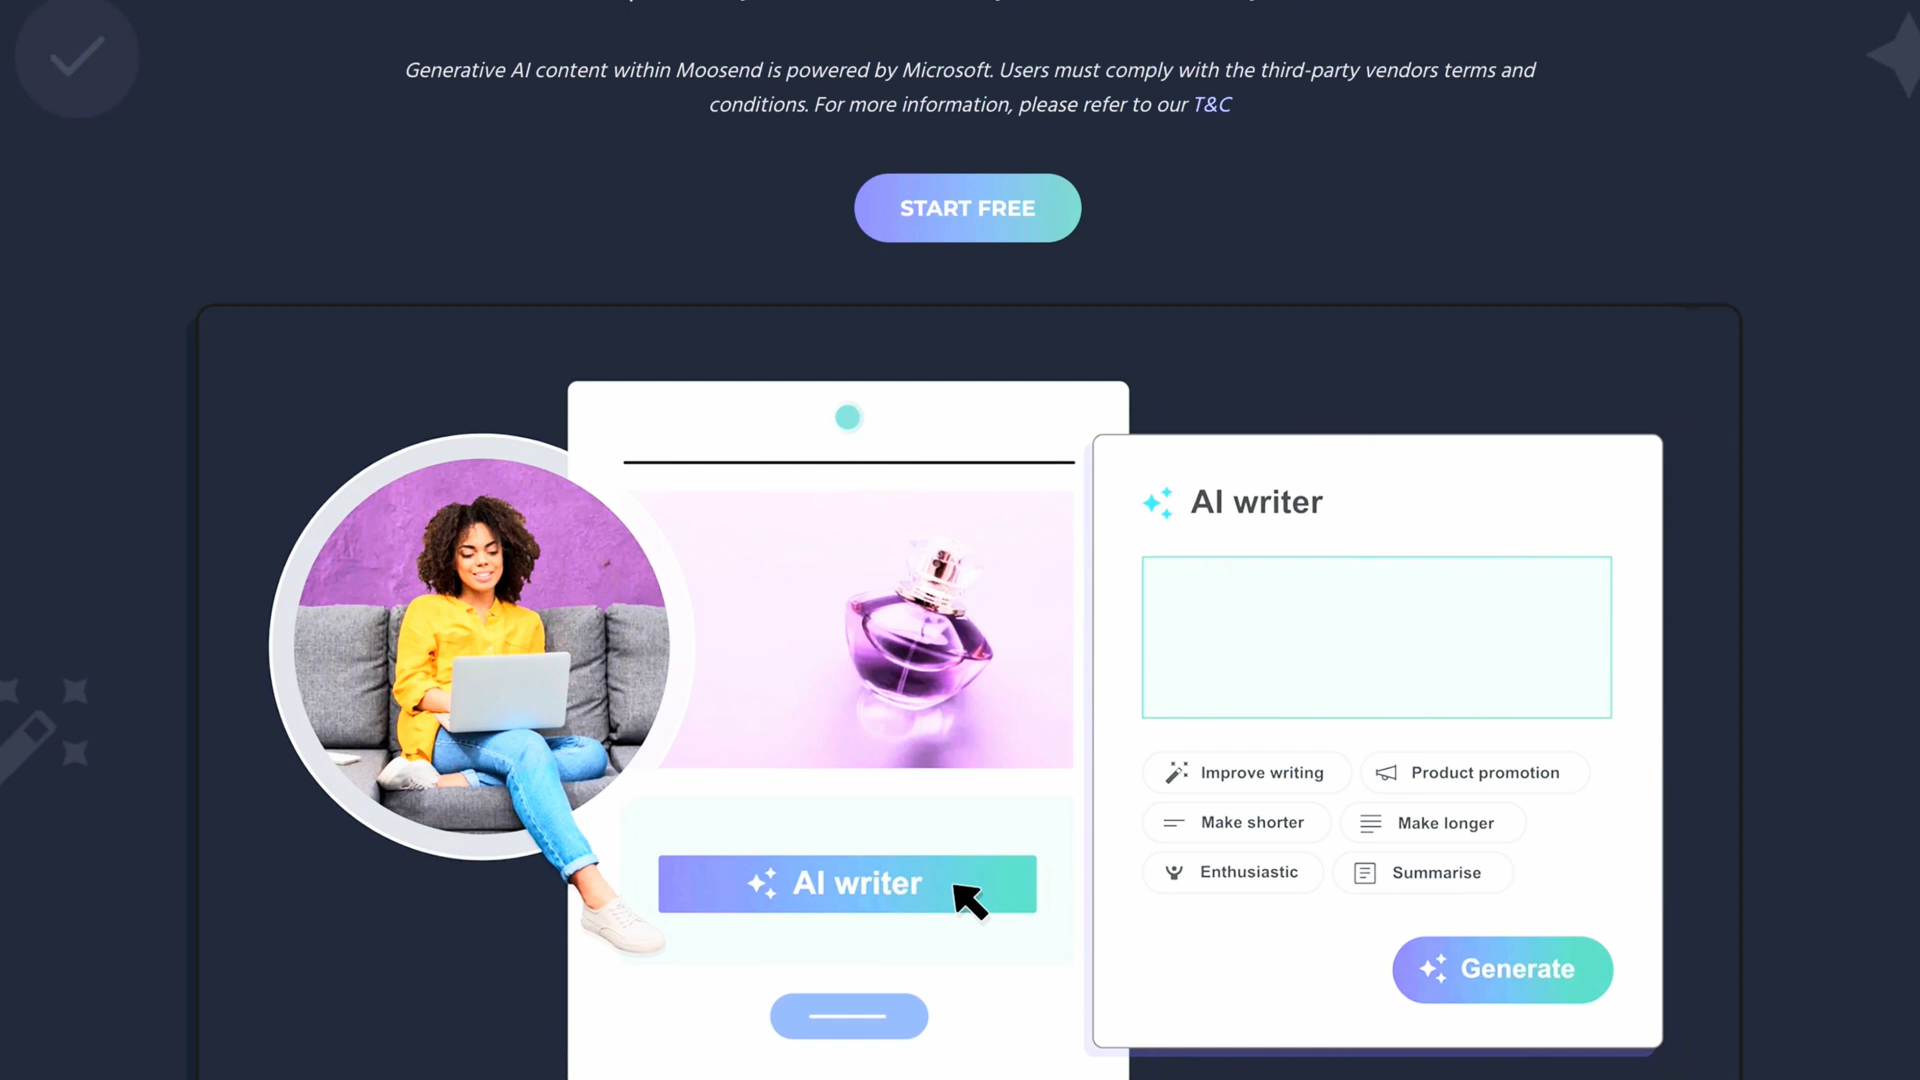 Generative AI content within Moosend is powered by Microsoft. Users must comply with the third-party vendors terms and
conditions. For more information, please refer to our T&C
START FREE
AI writer
Improve writing
Product promotion
Make shorter
Make longer
Enthusiastic
Summarise
AI writer
Generate